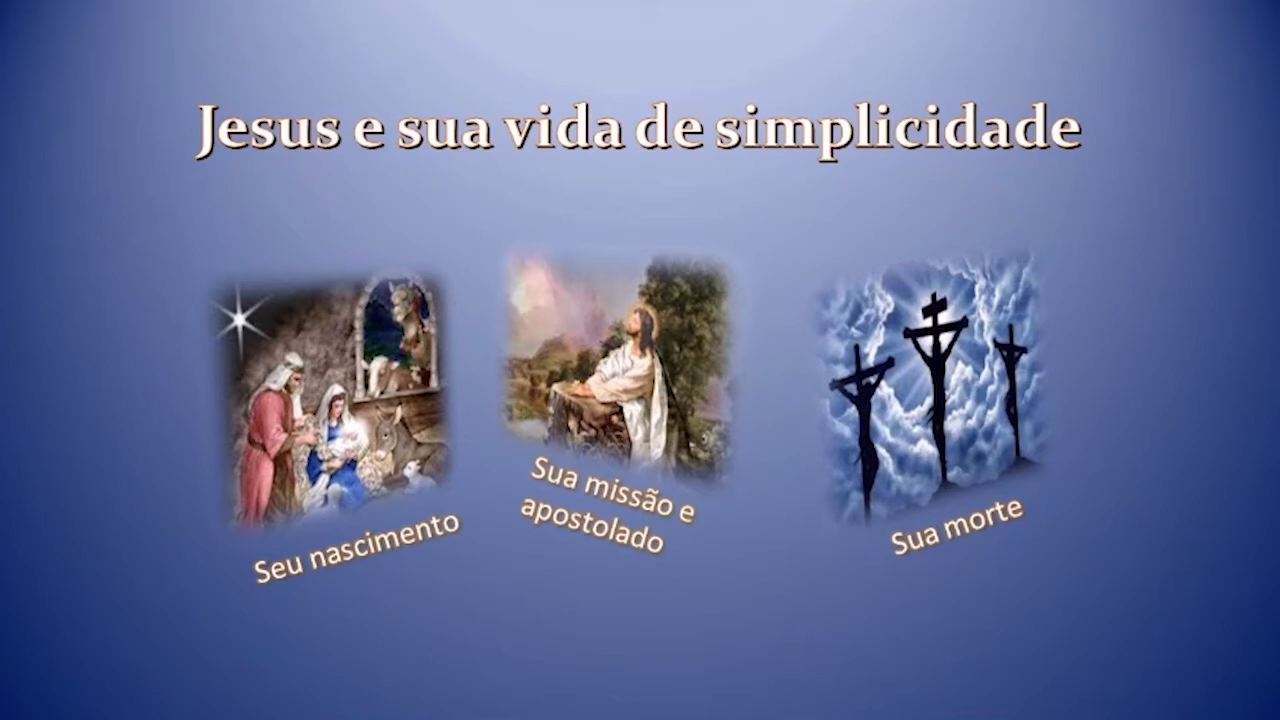 Jesus e sua vida de simplicidade
Seu nascimento
Sua missão e
apostolado
Sua morte